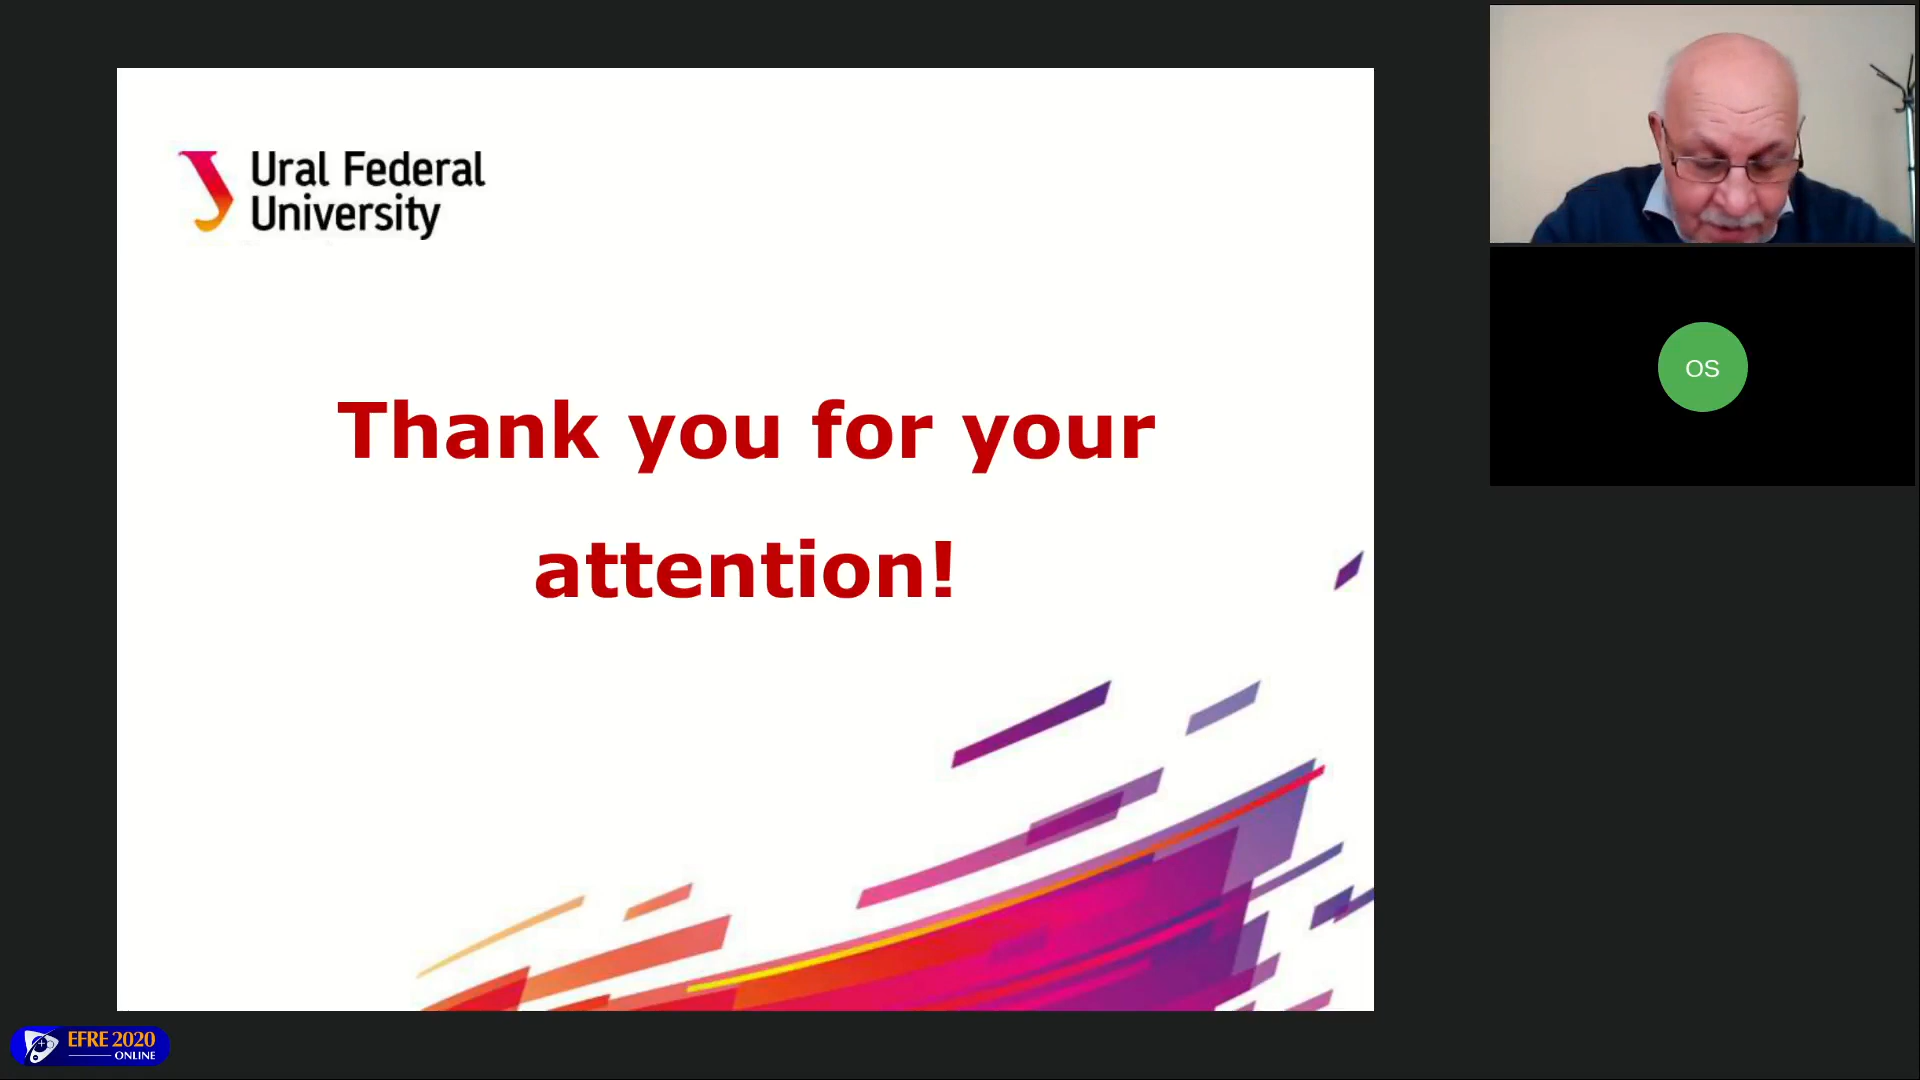 Ural Federal
University
Thank you for your
attention!
OS
EFRE 2020
ONLINE